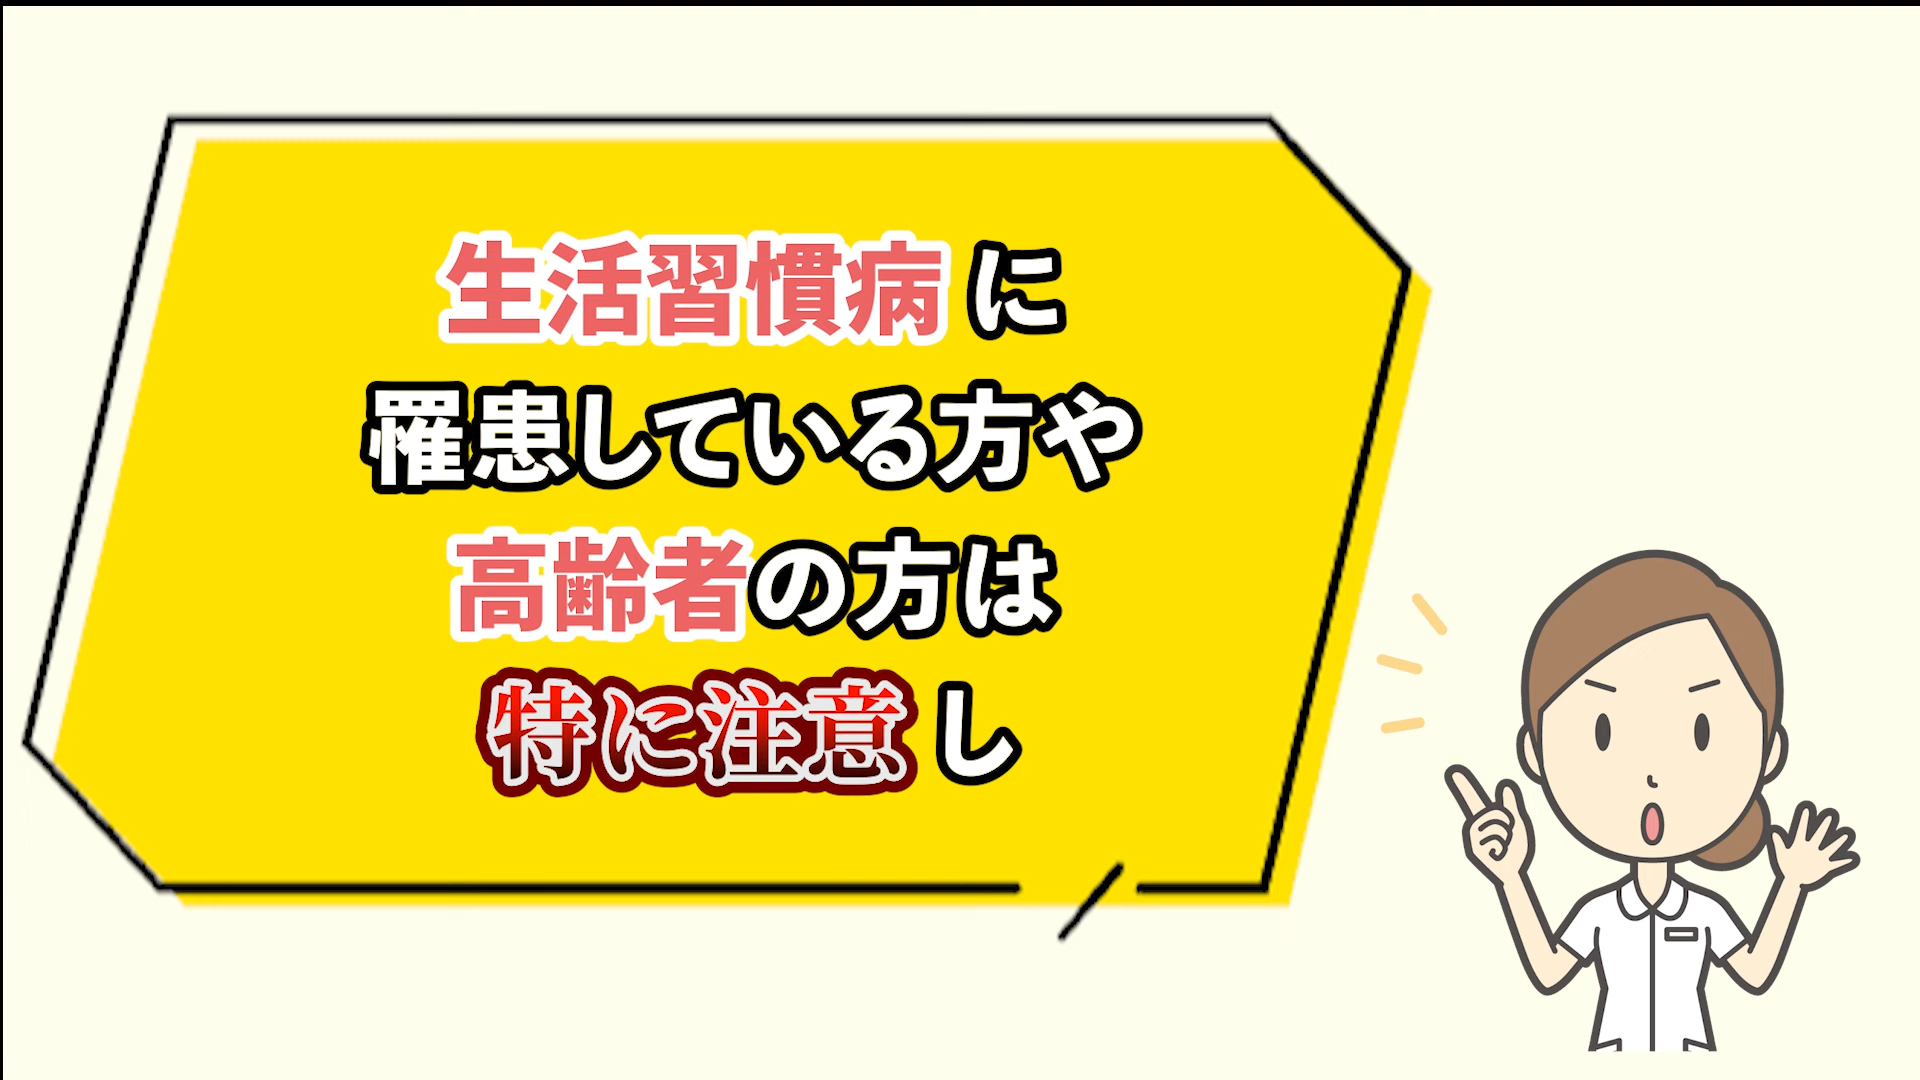 生活習慣病に
罹患している方や
高齢者の方は
特に注意し